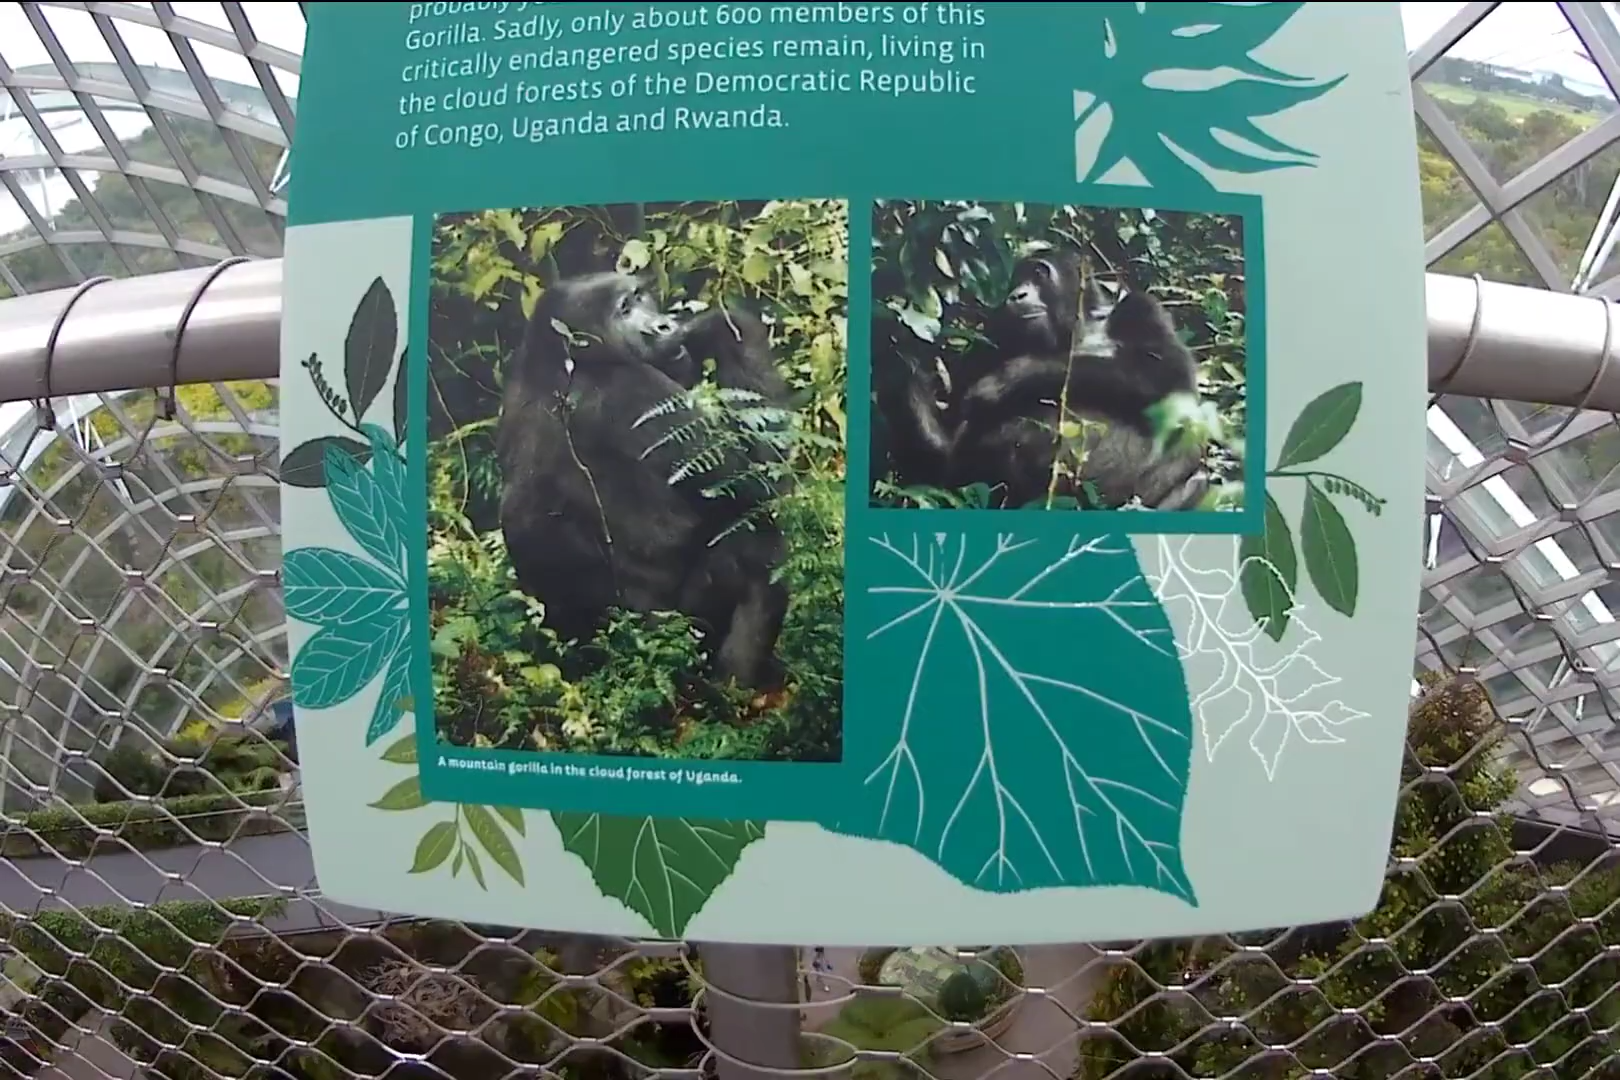 probably
Gorilla. Sadly, only about 600 members of this
critically endangered species remain, living in
the cloud forests of the Democratic Republic
of Congo, Uganda and Rwanda.
A mountain gorilla in the cloud forest of Uganda.